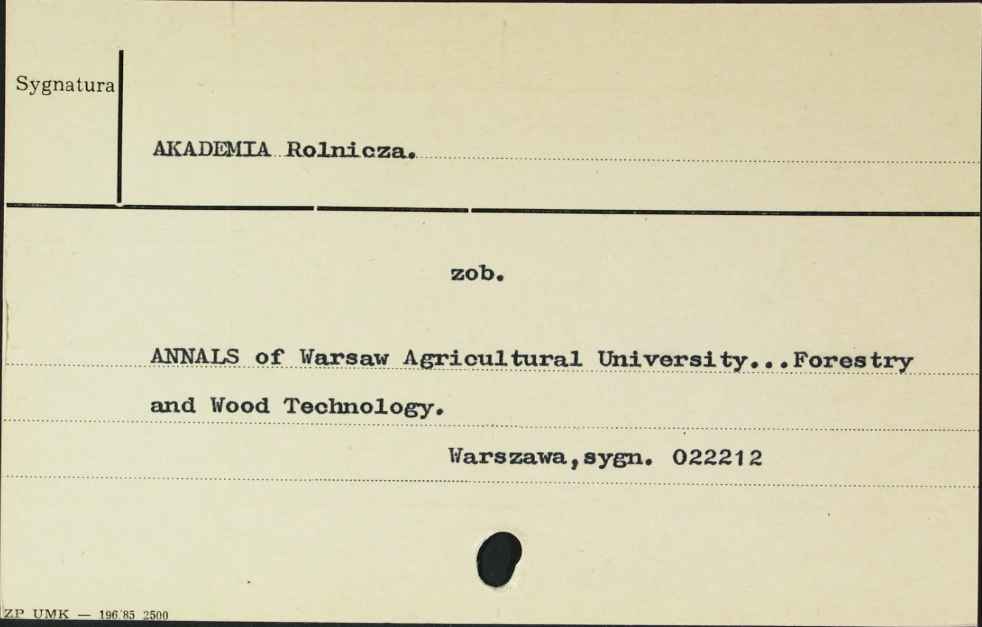 Sygnatura
AKADEMIA Rolnicza.
zob.
ANNALS of Warsaw Agricultural University...Forestry
and Wood Technology.
Warszawa,sygn. 022212
ZP UMK — 196/85 2500